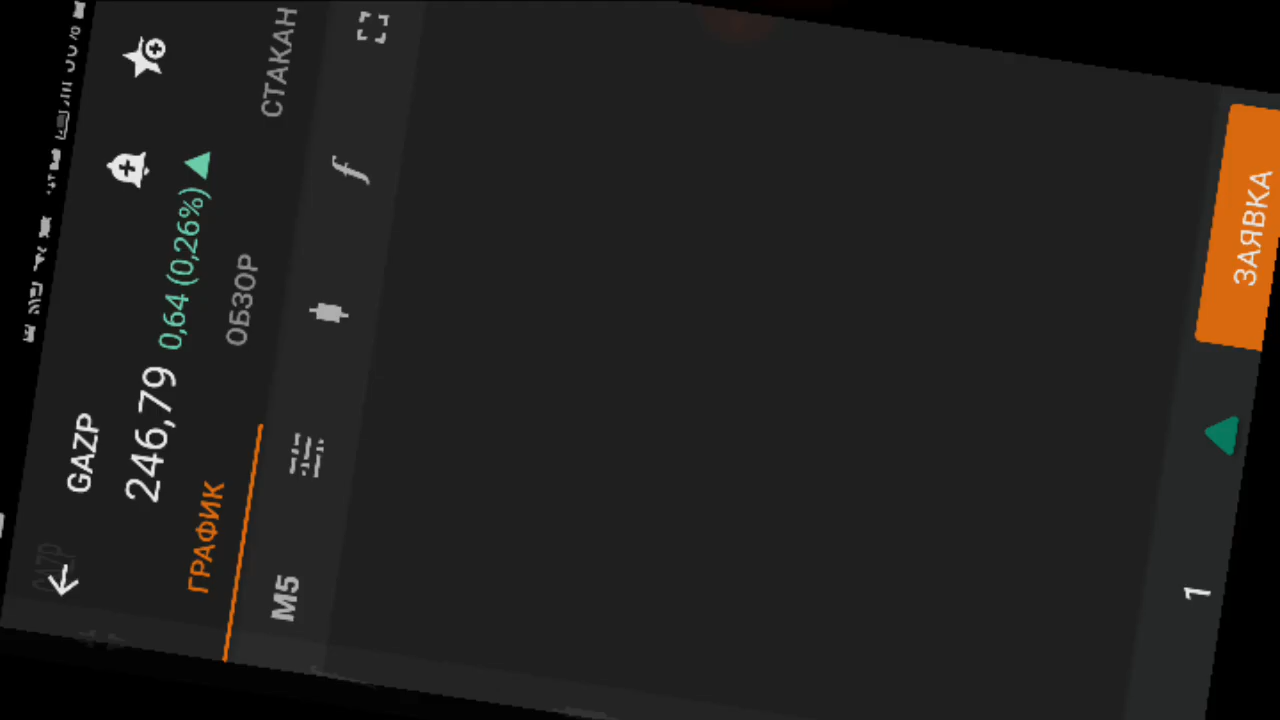 GAZP
246,79 0,64 (0,26%)
ГРАФИК ОБЗОР СТАКАН
M5 f
1 ЗАЯВКА